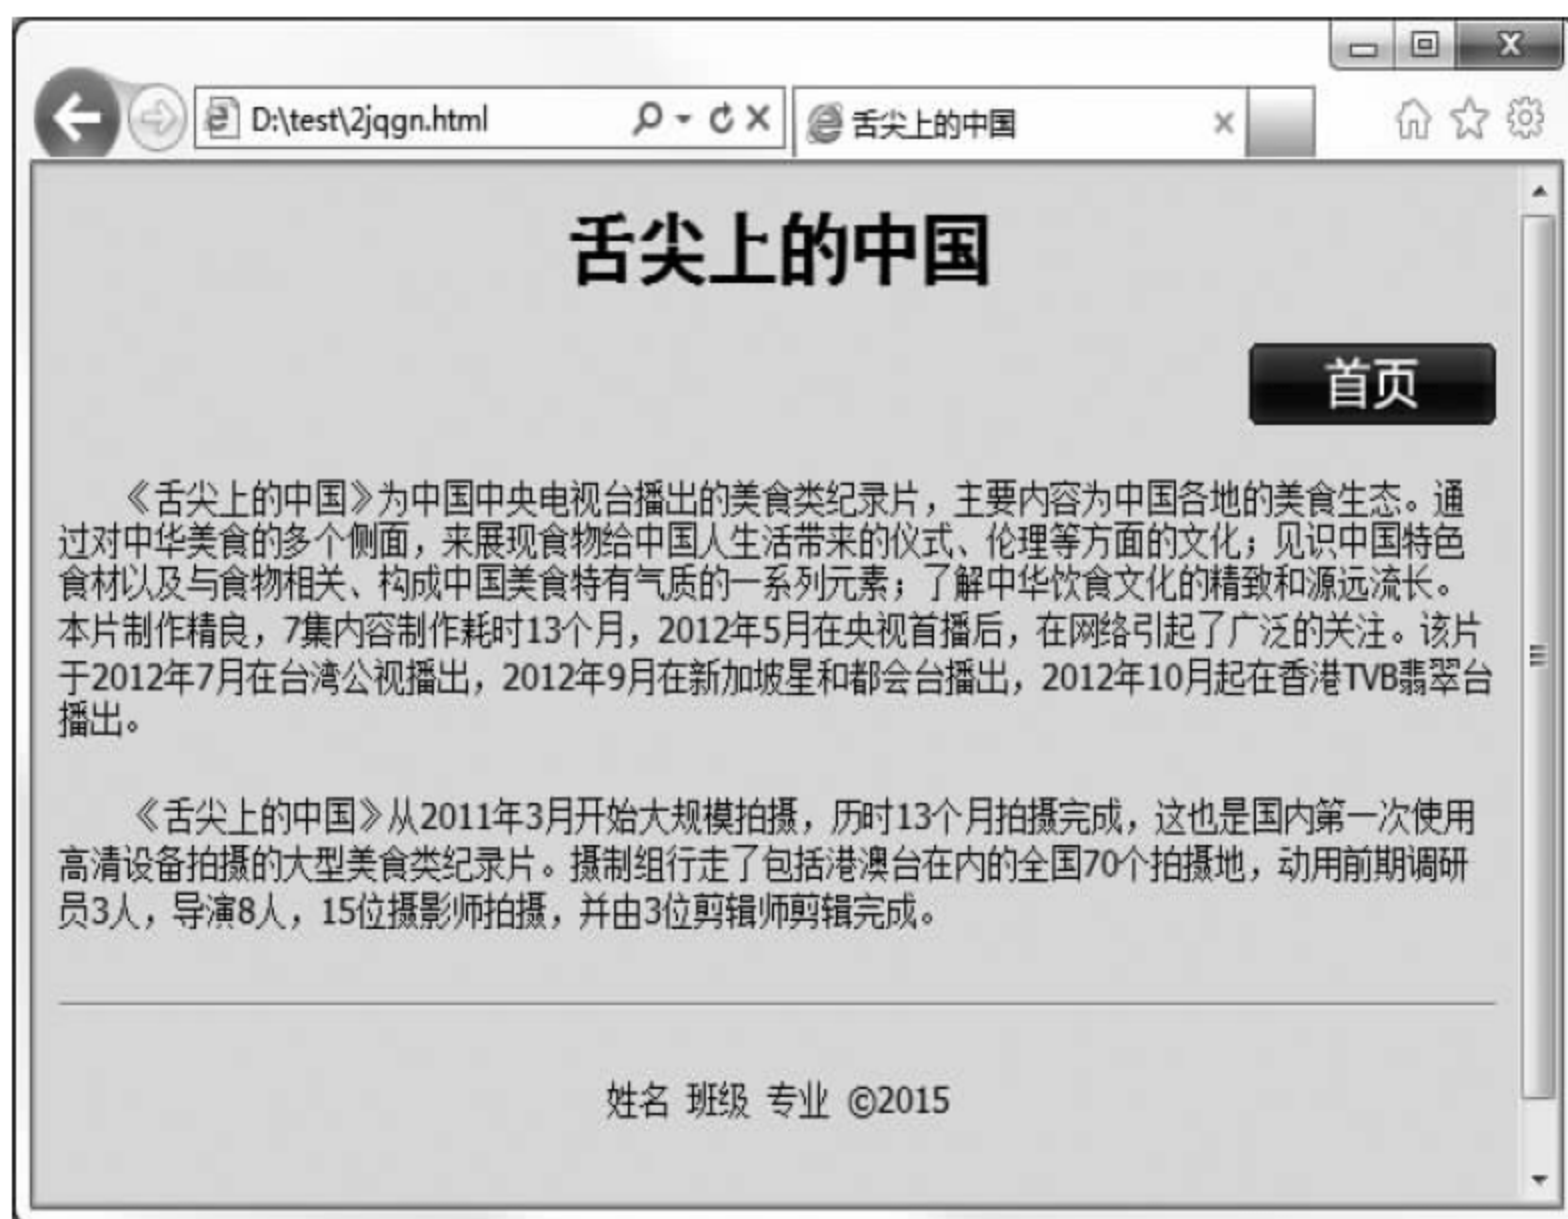 D:\test\2jqgn.html
舌尖上的中国
舌尖上的中国
首页
《舌尖上的中国》为中国中央电视台播出的美食类纪录片，主要内容为中国各地的美食生态。通
过对中华美食的多个侧面，来展现食物给中国人生活带来的仪式、伦理等方面的文化；见识中国特色
食材以及与食物相关、构成中国美食特有气质的一系列元素；了解中华饮食文化的精致和源远流长。
本片制作精良，7集内容制作耗时13个月，2012年5月在央视首播后，在网络引起了广泛的关注。该片
于2012年7月在台湾公视播出，2012年9月在新加坡星和都会台播出，2012年10月起在香港TVB翡翠台
播出。
《舌尖上的中国》从2011年3月开始大规模拍摄，历时13个月拍摄完成，这也是国内第一次使用
高清设备拍摄的大型美食类纪录片。摄制组行走了包括港澳台在内的全国70个拍摄地，动用前期调研
员3人，导演8人，15位摄影师拍摄，并由3位剪辑师剪辑完成。
姓名 班级 专业 ©2015